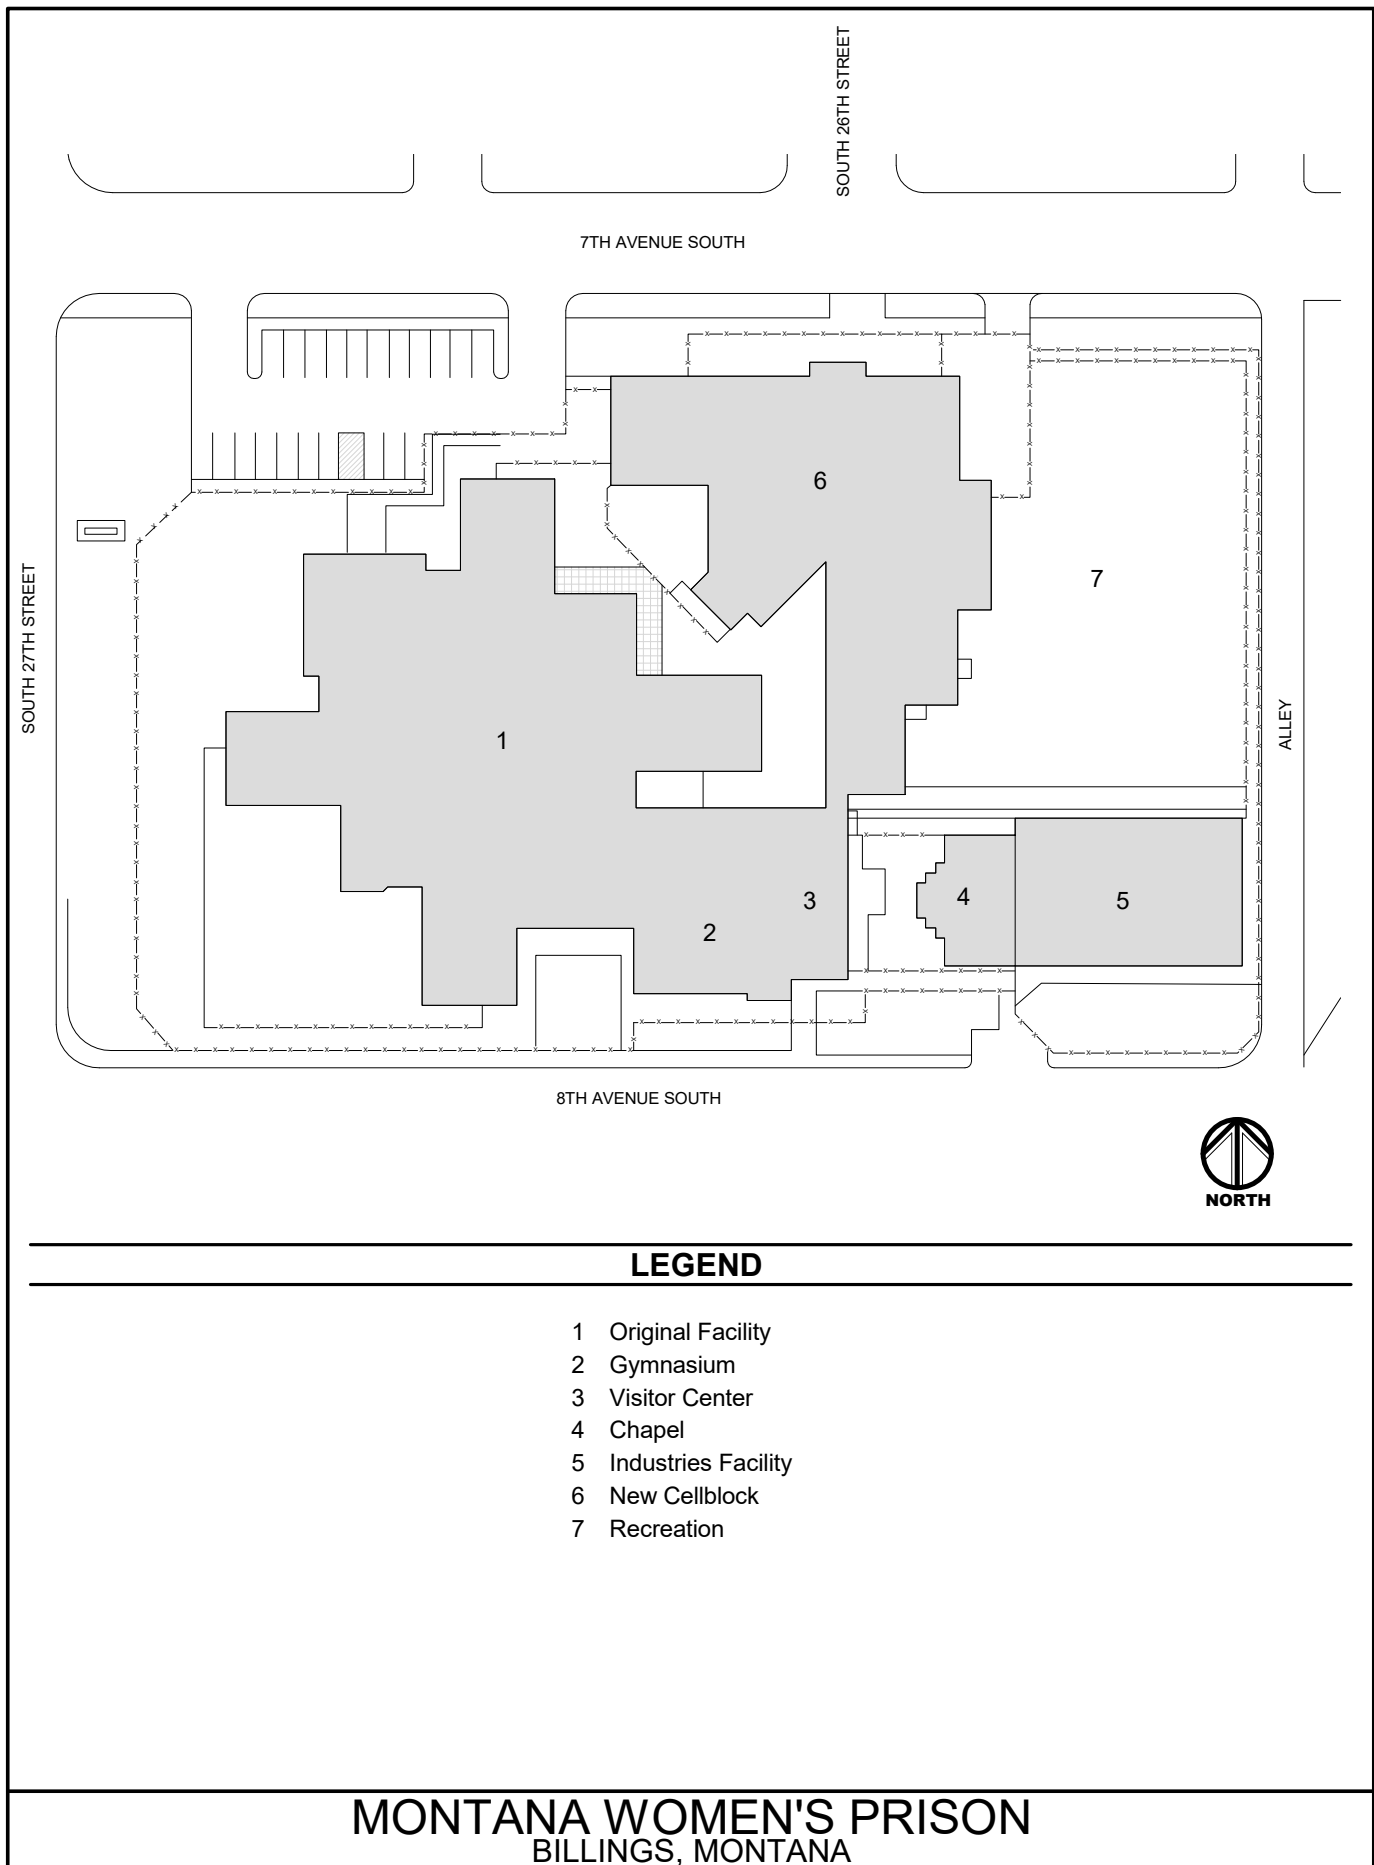 SOUTH 26TH STREET
7TH AVENUE SOUTH
6
7
SOUTH 27TH STREET
ALLEY
1
4
3
5
2
8TH AVENUE SOUTH
NORTH
LEGEND
1 Original Facility
2 Gymnasium
3 Visitor Center
4 Chapel
5 Industries Facility
6 New Cellblock
7 Recreation
MONTANA WOMEN'S PRISON
BILLINGS, MONTANA